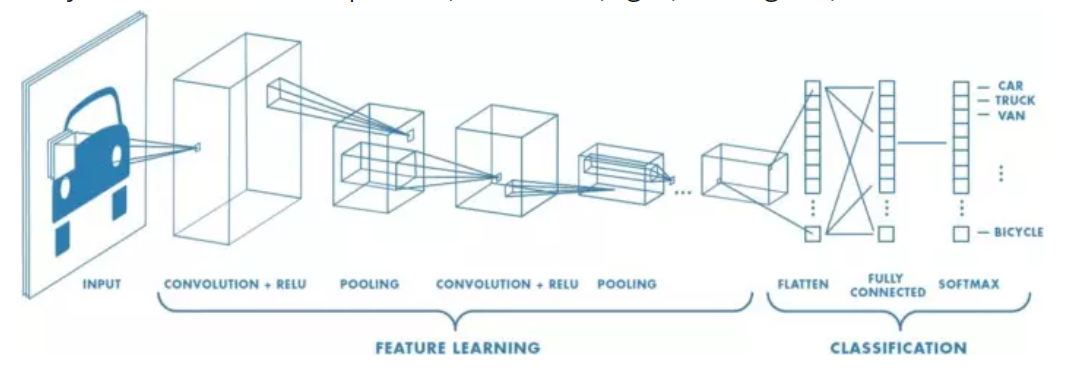 CAR
TRUCK
VAN
BICYCLE
INPUT
CONVOLUTION + RELU
POOLING
CONVOLUTION + RELU
POOLING
FLATTEN
FULLY
CONNECTED
SOFTMAX
FEATURE LEARNING
CLASSIFICATION